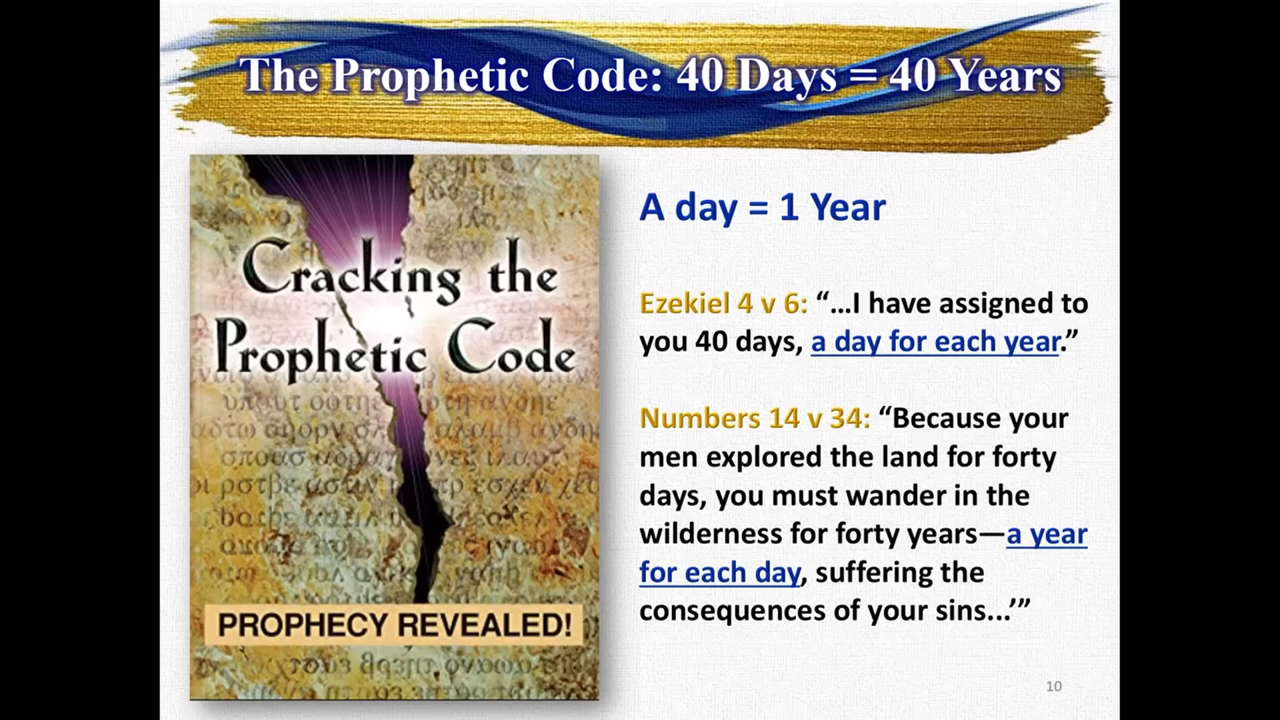 The Prophetic Code: 40 Days = 40 Years
Cracking the
Prophetic Code
PROPHECY REVEALED!
A day = 1 Year
Ezekiel 4 v 6: “…I have assigned to
you 40 days, a day for each year.”
Numbers 14 v 34: “Because your
men explored the land for forty
days, you must wander in the
wilderness for forty years—a year
for each day, suffering the
consequences of your sins...’”
10